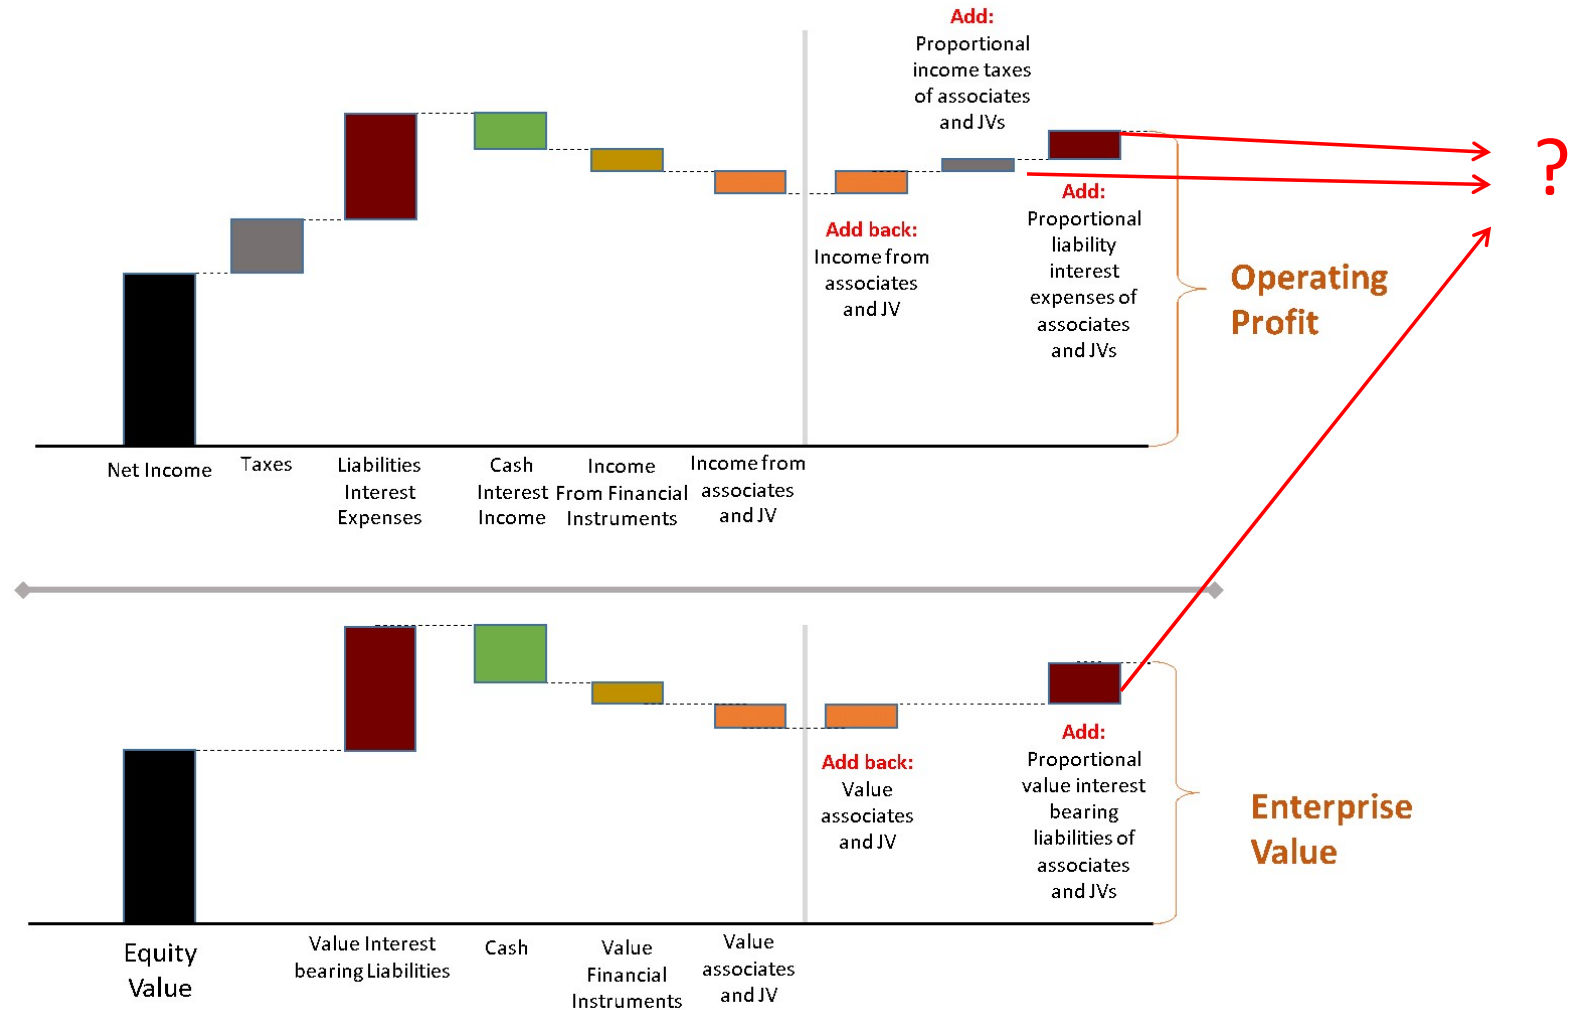 Add:
Proportional
income taxes
of associates
and JVs
?
Add:
Proportional
liability
interest
expenses of
associates
and JVs
Add back:
Income from
associates
and JV
Operating
Profit
Net Income
Taxes
Liabilities
Interest
Expenses
Cash
Interest
Income
Income
From Financial
Instruments
Income from
associates
and JV
Add back:
Value
associates
and JV
Add:
Proportional
value interest
bearing
liabilities of
associates
and JVs
Enterprise
Value
Equity
Value
Value Interest
bearing Liabilities
Cash
Value
Financial
Instruments
Value
associates
and JV